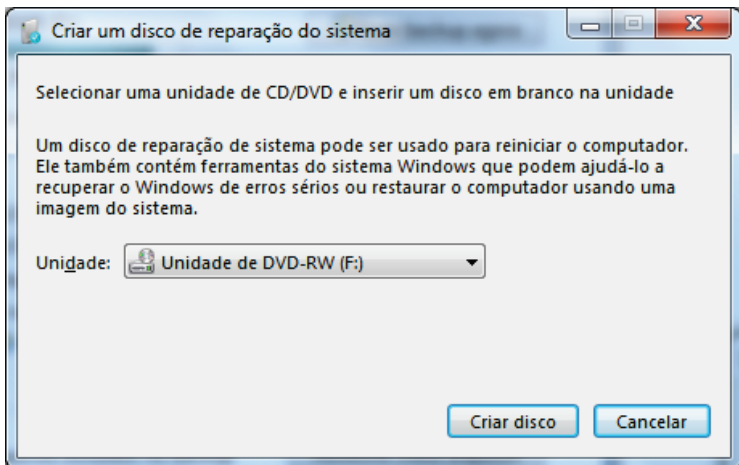 Criar um disco de reparação do sistema
Selecionar uma unidade de CD/DVD e inserir um disco em branco na unidade
Um disco de reparação de sistema pode ser usado para reiniciar o computador.
Ele também contém ferramentas do sistema Windows que podem ajudá-lo a
recuperar o Windows de erros sérios ou restaurar o computador usando uma
imagem do sistema.
Unidade: Unidade de DVD-RW (F:)
Criar disco Cancelar